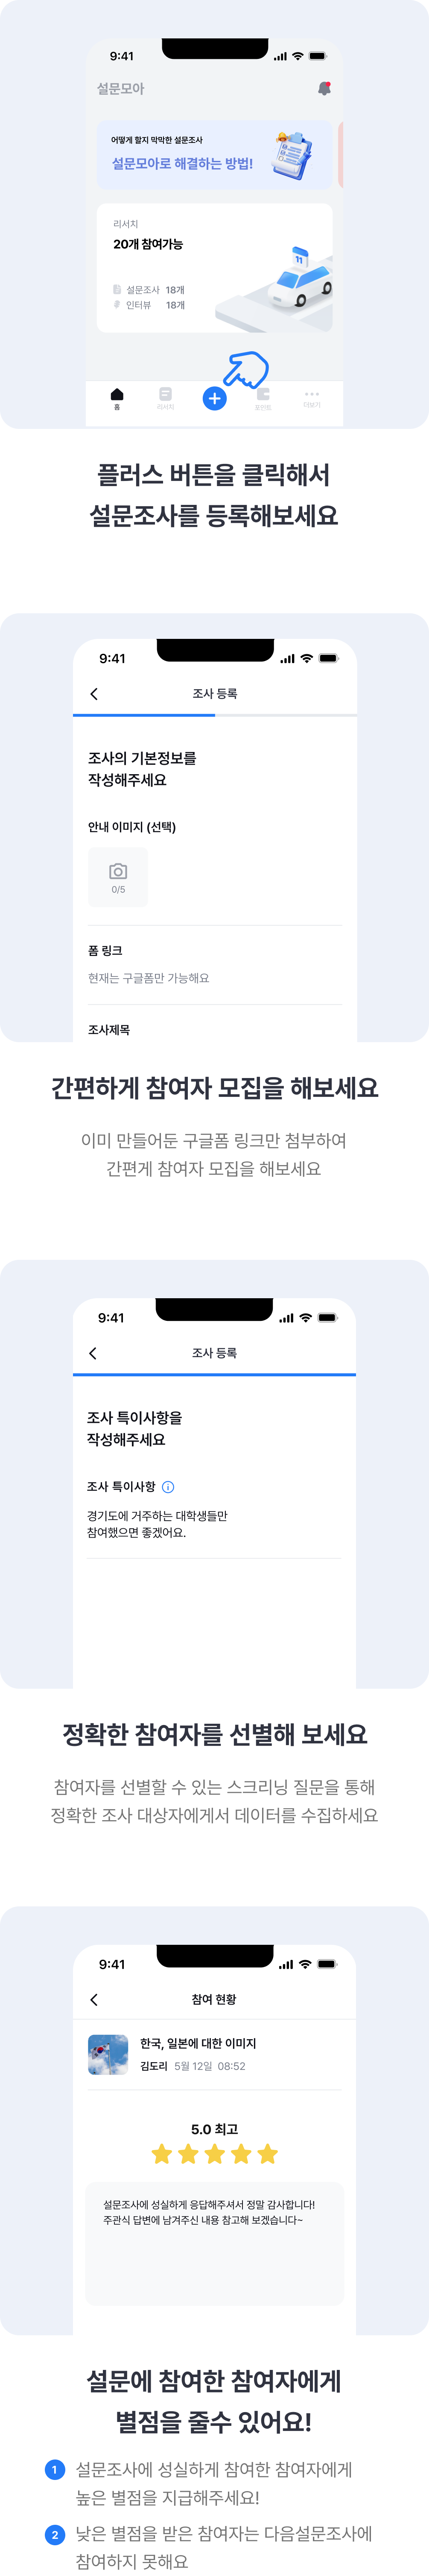 9:41
설문모아
어떻게 할지 막막한 설문조사
설문모아로 해결하는 방법!
리서치
20개 참여가능
11
설문조사 18개
인터뷰 18개
홈
리서치
포인트
더보기
플러스 버튼을 클릭해서
설문조사를 등록해보세요
9:41
조사 등록
조사의 기본정보를
작성해주세요
안내 이미지 (선택)
0/5
폼 링크
현재는 구글폼만 가능해요
조사제목
간편하게 참여자 모집을 해보세요
이미 만들어둔 구글폼 링크만 첨부하여
간편게 참여자 모집을 해보세요
9:41
조사 등록
조사 특이사항을
작성해주세요
조사 특이사항
경기도에 거주하는 대학생들만
참여했으면 좋겠어요.
정확한 참여자를 선별해 보세요
참여자를 선별할 수 있는 스크리닝 질문을 통해
정확한 조사 대상자에게서 데이터를 수집하세요
9:41
참여 현황
한국, 일본에 대한 이미지
김도리 5월 12일 08:52
5.0 최고
설문조사에 성실하게 응답해주셔서 정말 감사합니다!
주관식 답변에 남겨주신 내용 참고해 보겠습니다~
설문에 참여한 참여자에게
별점을 줄수 있어요!
1 설문조사에 성실하게 참여한 참여자에게
높은 별점을 지급해주세요!
2 낮은 별점을 받은 참여자는 다음설문조사에
참여하지 못해요